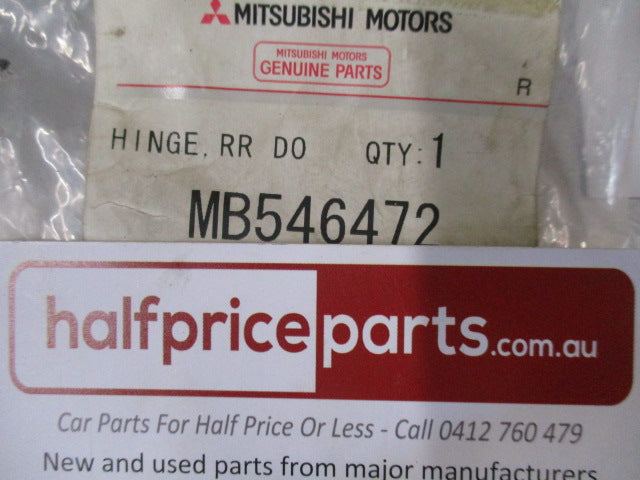 MITSUBISHI MOTORS
MITSUBISHI MOTORS
GENUINE PARTS
R
HINGE, RR DO QTY: 1
MB546472
halfpriceparts.com.au
Car Parts For Half Price Or Less - Call 0412 760 479
New and used parts from major manufacturers